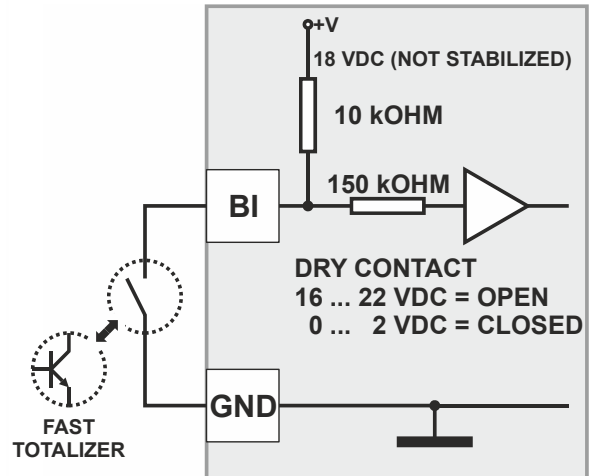 +V
18 VDC (NOT STABILIZED)
10 kOHM
150 kOHM
BI
DRY CONTACT
16 ... 22 VDC = OPEN
0 ... 2 VDC = CLOSED
GND
FAST
TOTALIZER